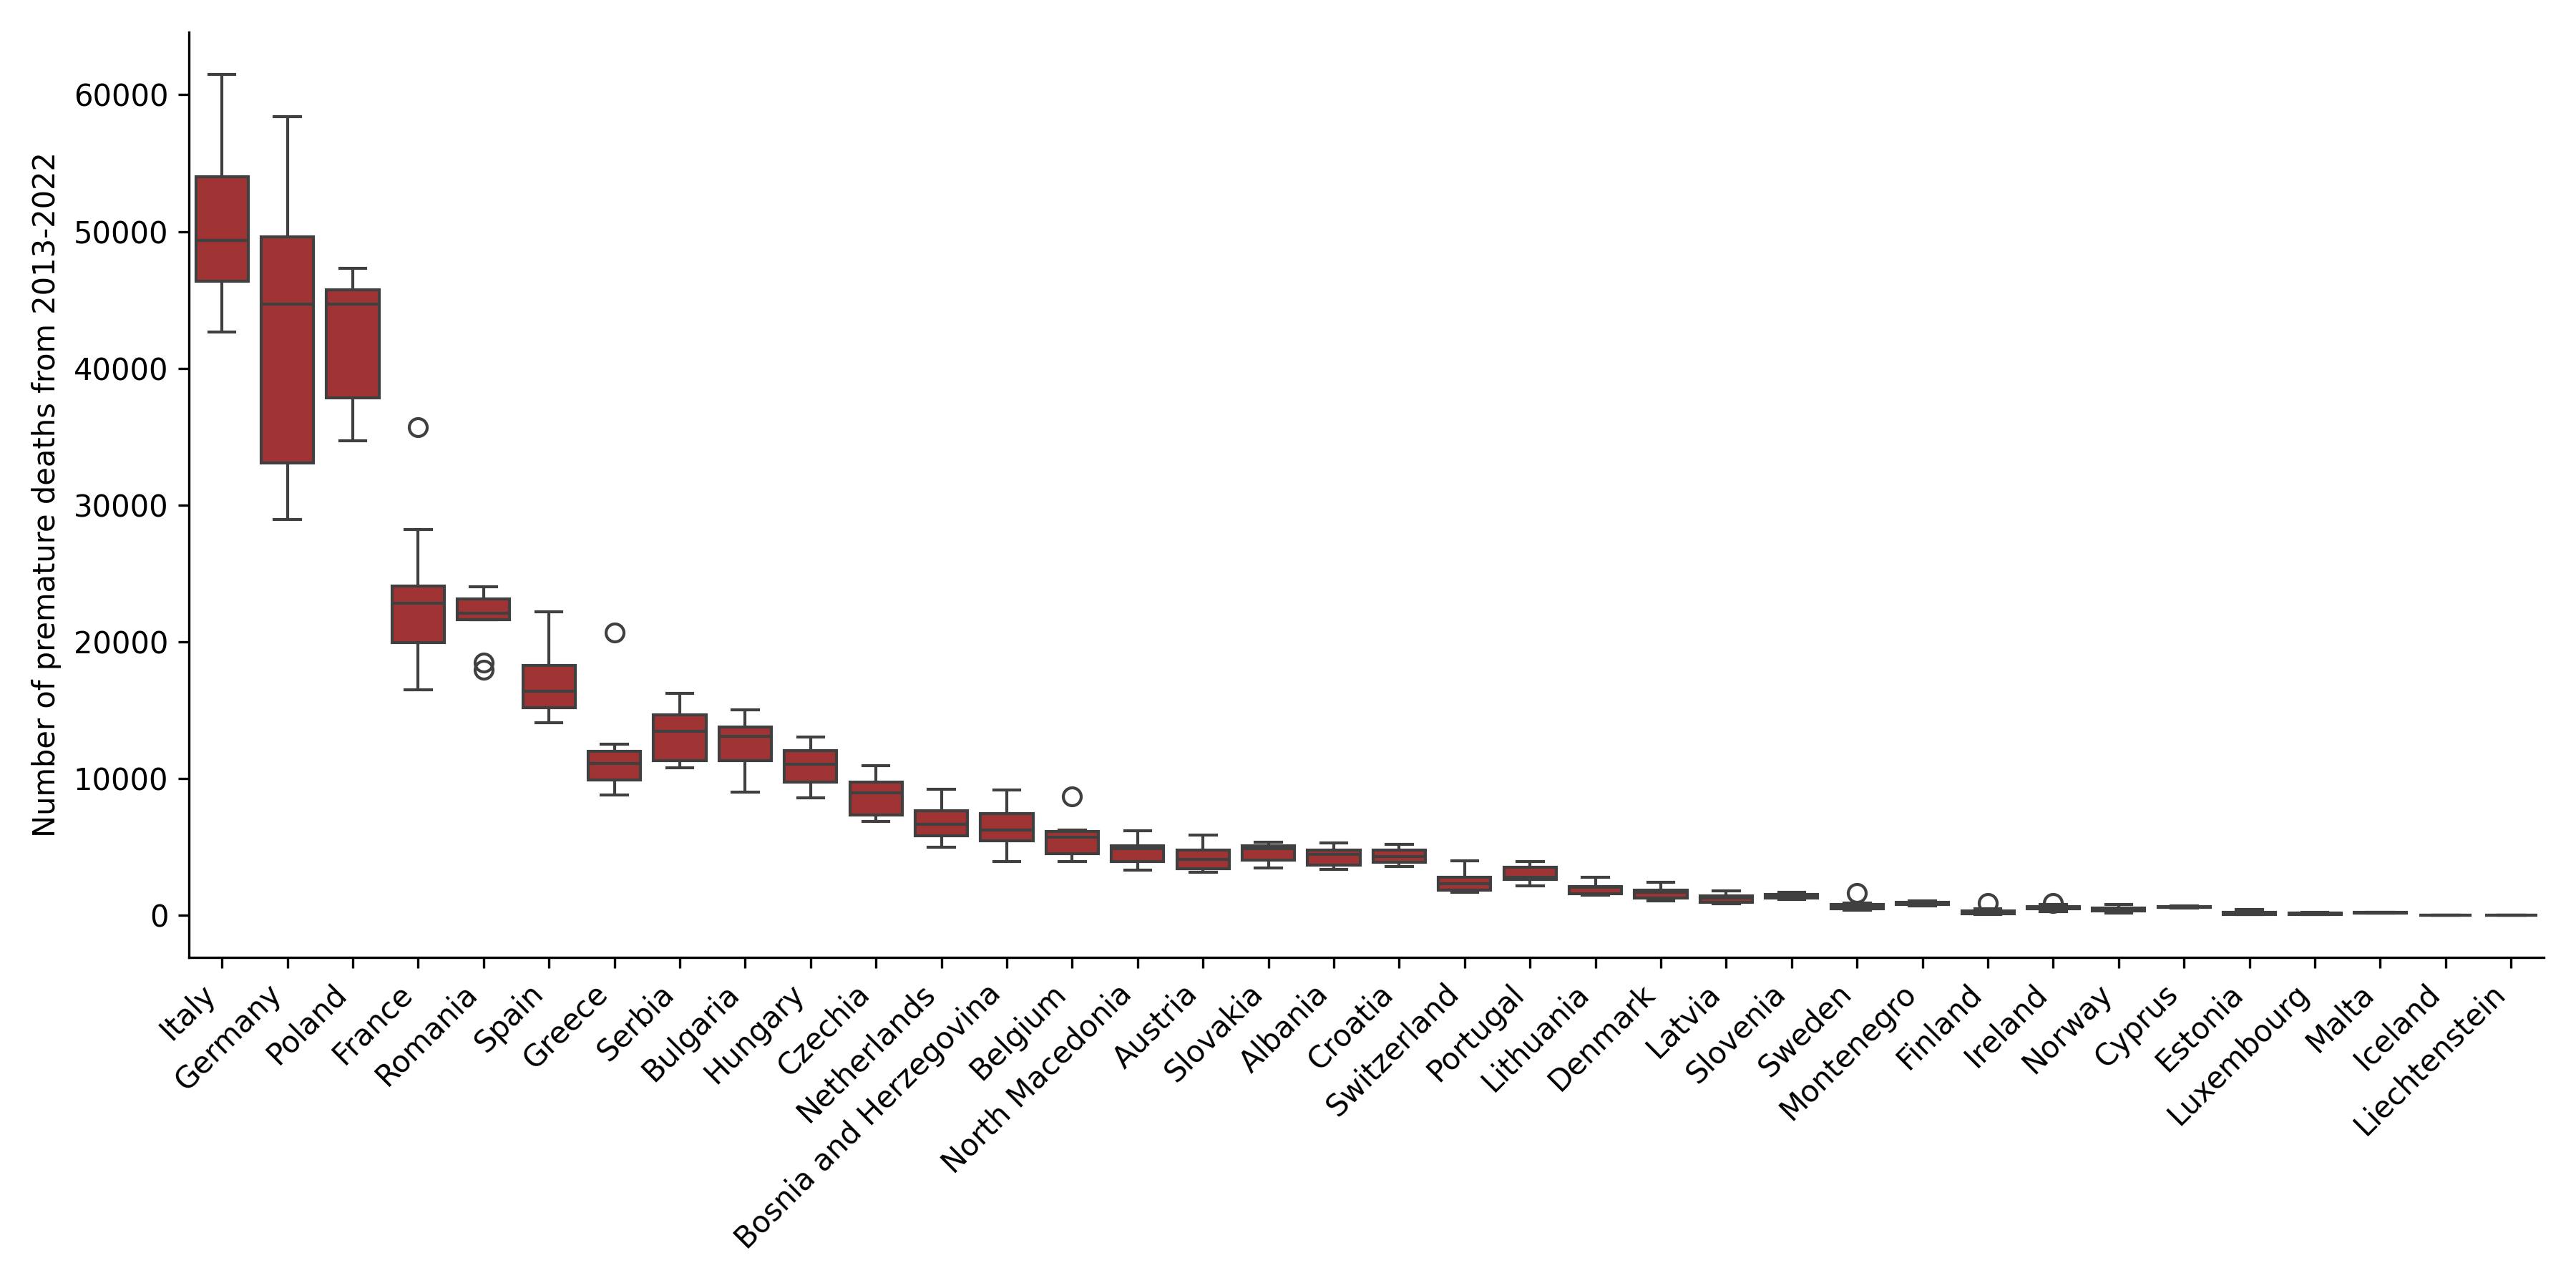 Number of premature deaths from 2013-2022
60000
50000
40000
30000
20000
10000
0
Italy
Germany
Poland
France
Romania
Spain
Greece
Serbia
Bulgaria
Hungary
Czechia
Netherlands
Bosnia and Herzegovina
Belgium
North Macedonia
Austria
Slovakia
Albania
Croatia
Switzerland
Portugal
Lithuania
Denmark
Latvia
Slovenia
Sweden
Montenegro
Finland
Ireland
Norway
Cyprus
Estonia
Luxembourg
Malta
Iceland
Liechtenstein